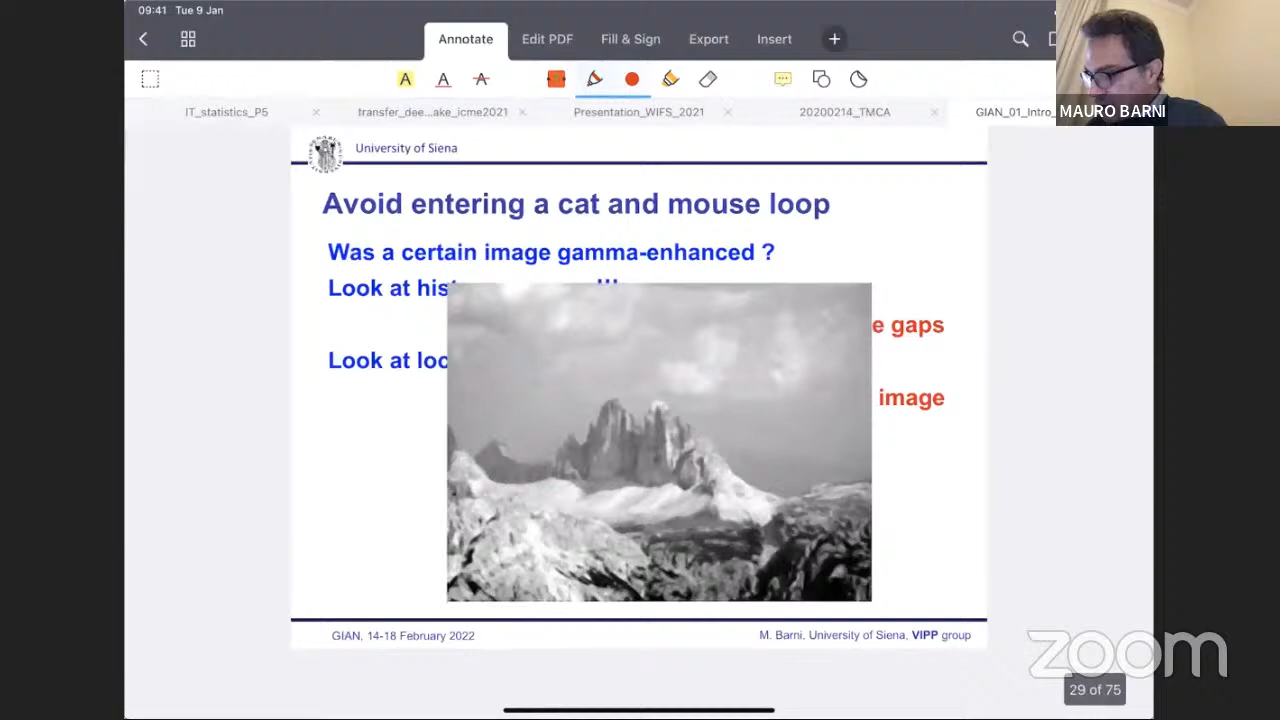 09:41 Tue 9 Jan
Annotate Edit PDF Fill & Sign Export Insert
A A A
IT_statistics_P5 transfer_dee...ake_icme2021 Presentation_WIFS_2021 20200214_TMCA GIAN_01_Intro_
MAURO BARNI
University of Siena
Avoid entering a cat and mouse loop
Was a certain image gamma-enhanced ?
Look at his
e gaps
Look at loc
image
GIAN, 14-18 February 2022 M. Barni, University of Siena, VIPP group
zoom
29 of 75